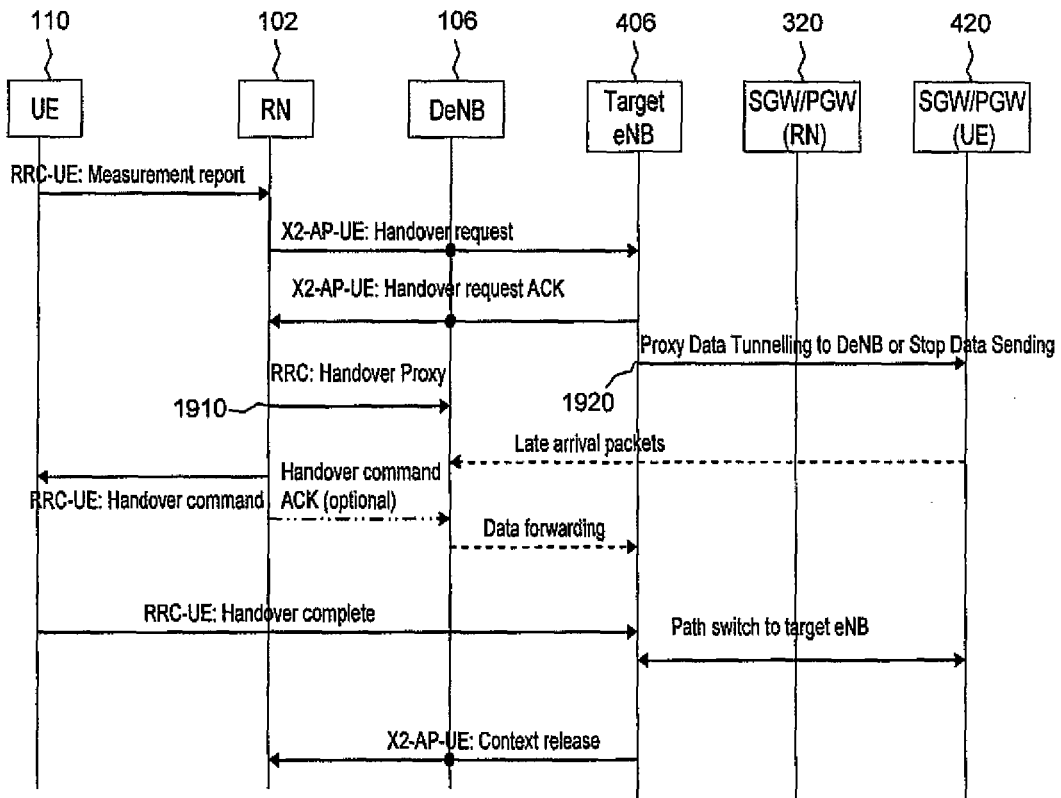 110 102 106 406 320 420
UE RN DeNB Target eNB SGW/PGW (RN) SGW/PGW (UE)
RRC-UE: Measurement report
X2-AP-UE: Handover request
X2-AP-UE: Handover request ACK
Proxy Data Tunnelling to DeNB or Stop Data Sending
RRC: Handover Proxy
1910
1920
Late arrival packets
Handover command
RRC-UE: Handover command ACK (optional)
Data forwarding
RRC-UE: Handover complete
Path switch to target eNB
X2-AP-UE: Context release